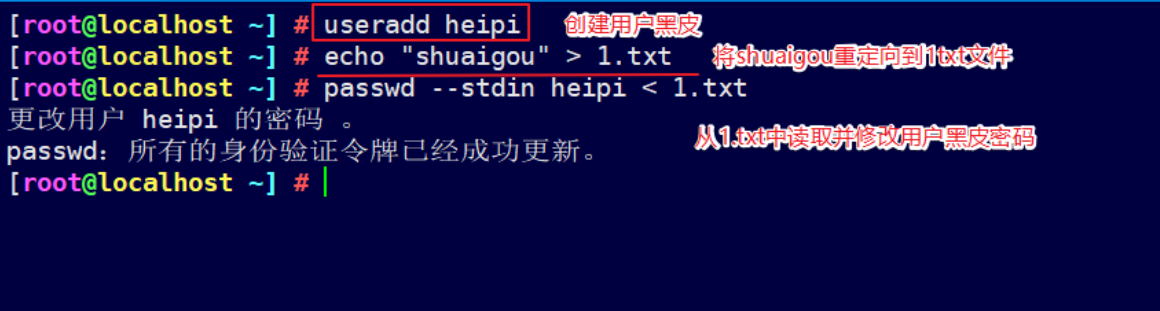 [root@localhost ~] # useradd heipi 创建用户黑皮
[root@localhost ~] # echo "shuaigou" > 1.txt 将shuaigou重定向到1txt文件
[root@localhost ~] # passwd --stdin heipi < 1.txt
更改用户 heipi 的密码 。
从1.txt中读取并修改用户黑皮密码
passwd：所有的身份验证令牌已经成功更新。
[root@localhost ~] #